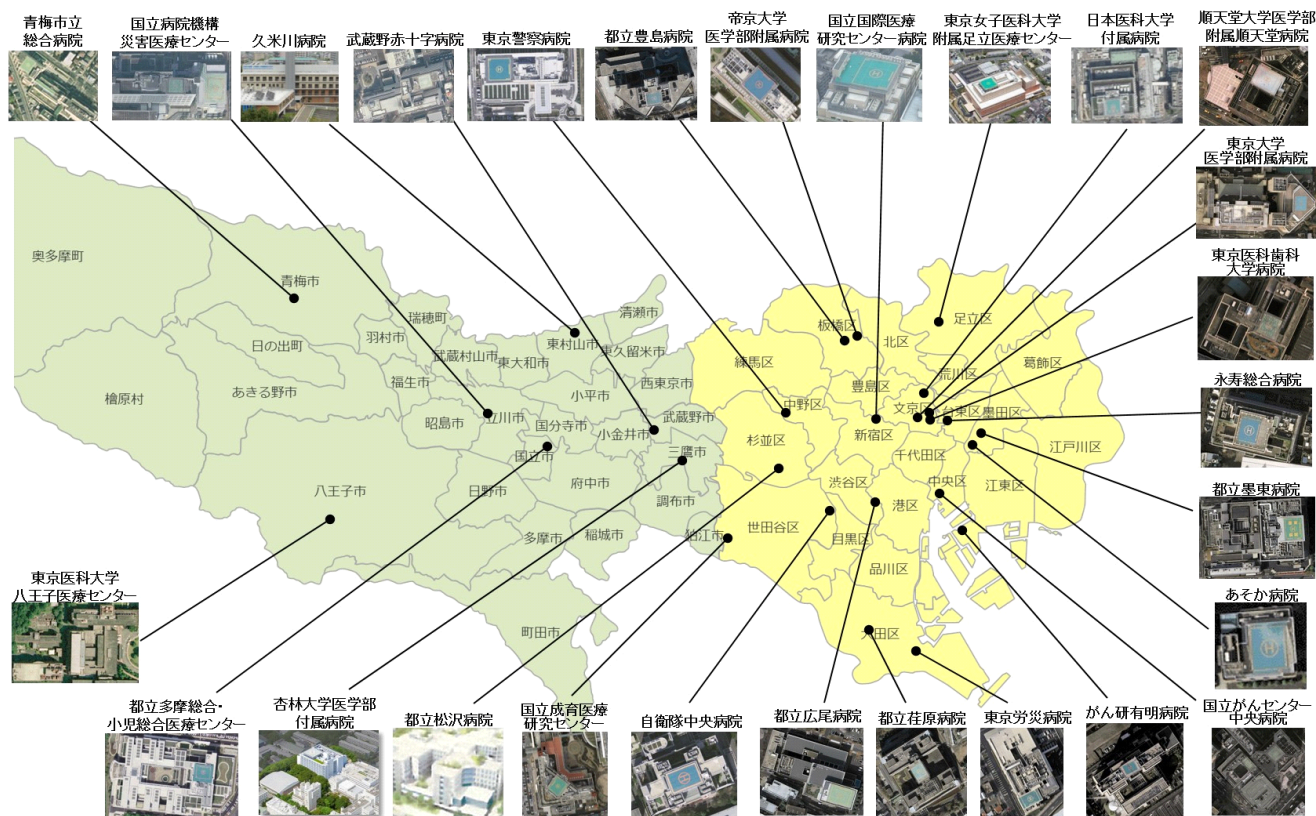 青梅市立
総合病院
国立病院機構
災害医療センター
久米川病院
武蔵野赤十字病院
東京警察病院
都立豊島病院
帝京大学
医学部附属病院
国立国際医療
研究センター病院
東京女子医科大学
附属足立医療センター
日本医科大学
付属病院
順天堂大学医学部
附属順天堂病院
東京大学
医学部附属病院
東京医科歯科
大学病院
永寿総合病院
都立墨東病院
あそか病院
国立がんセンター
中央病院
がん研有明病院
東京労災病院
都立荏原病院
都立広尾病院
自衛隊中央病院
国立成育医療
研究センター
都立松沢病院
杏林大学医学部
付属病院
都立多摩総合・
小児総合医療センター
東京医科大学
八王子医療センター
奥多摩町
青梅市
瑞穂町
清瀬市
羽村市
日の出町
武蔵村山市
東大和市
東村山市
東久留米市
福生市
あきる野市
檜原村
小平市
西東京市
昭島市
立川市
国分寺市
小金井市
武蔵野市
国立市
三鷹市
八王子市
日野市
府中市
調布市
多摩市
稲城市
狛江市
町田市
板橋区
北区
足立区
練馬区
葛飾区
荒川区
豊島区
中野区
文京区
台東区
墨田区
杉並区
新宿区
千代田区
江戸川区
渋谷区
中央区
江東区
港区
世田谷区
目黒区
品川区
大田区